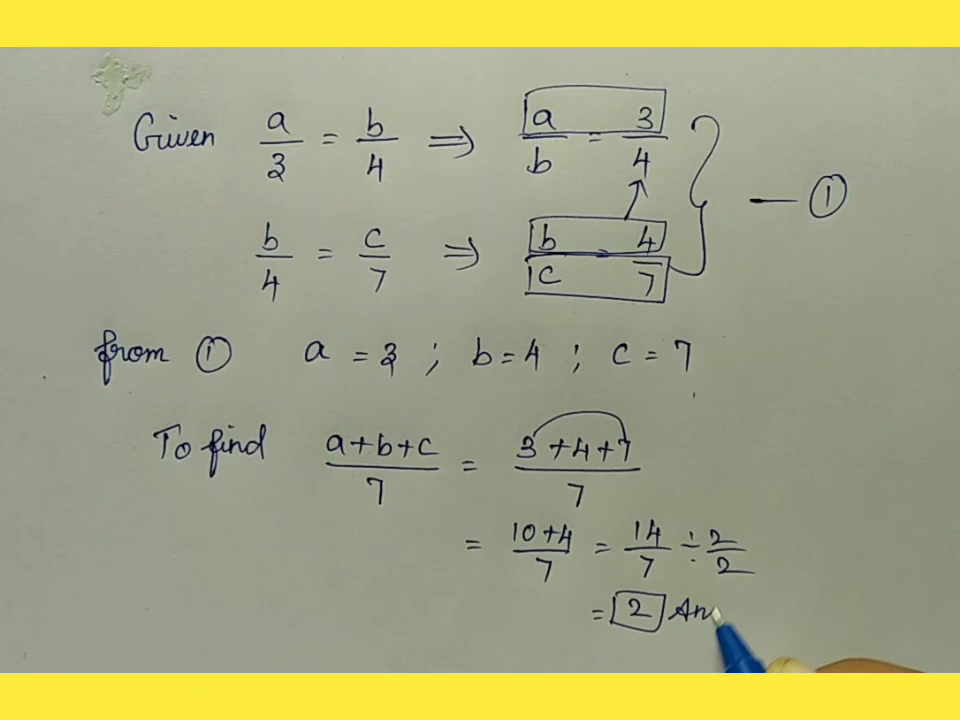 Given a/3 = b/4 ⇒ a/b = 3/4
b/4 = c/7 ⇒ b/c = 4/7 — ①
from ① a = 3 ; b = 4 ; c = 7
To find a+b+c/7 = 3+4+7/7
= 10+4/7 = 14/7 ÷ 2/2
= 2 An